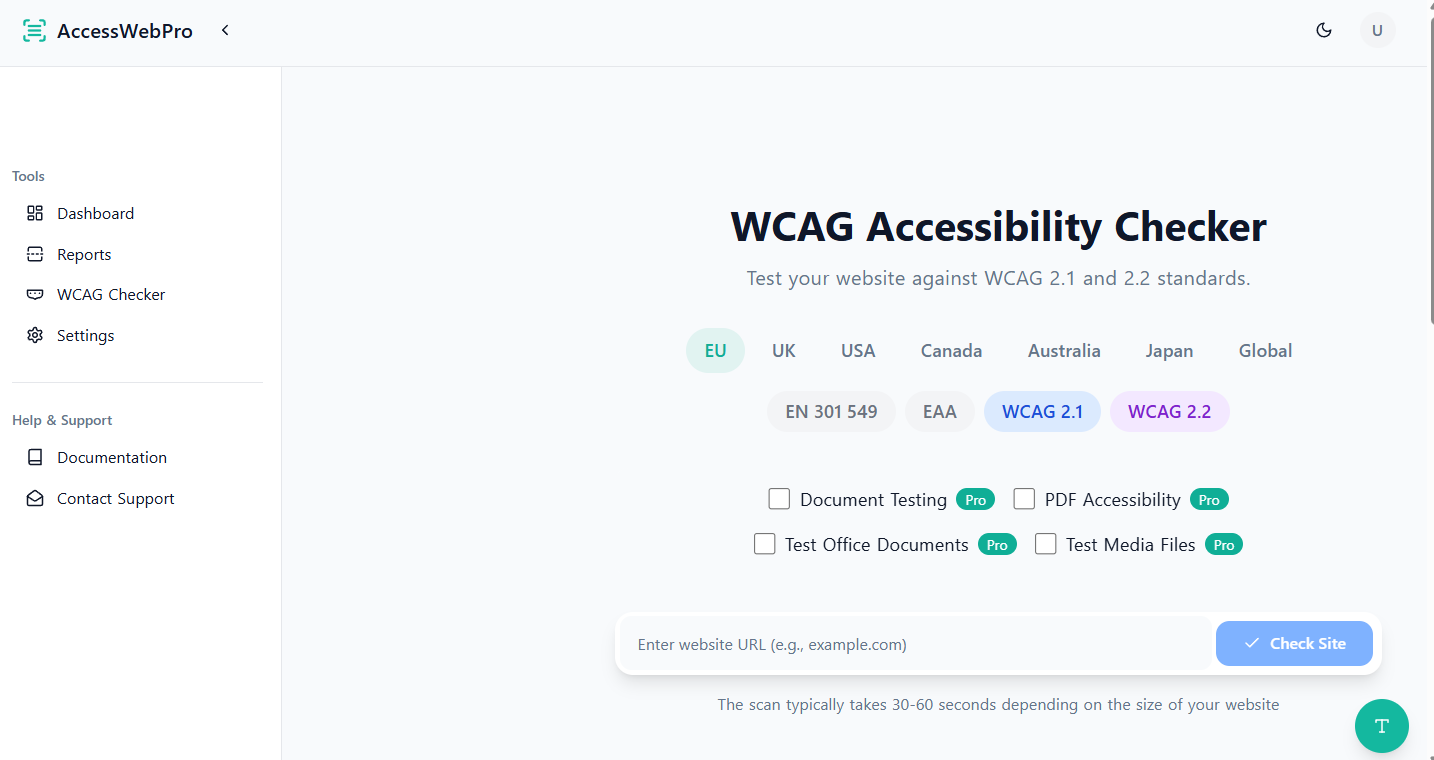 AccessWebPro
U
Tools
Dashboard
Reports
WCAG Checker
Settings
Help & Support
Documentation
Contact Support
WCAG Accessibility Checker
Test your website against WCAG 2.1 and 2.2 standards.
EU UK USA Canada Australia Japan Global
EN 301 549 EAA WCAG 2.1 WCAG 2.2
Document Testing Pro PDF Accessibility Pro
Test Office Documents Pro Test Media Files Pro
Enter website URL (e.g., example.com) Check Site
The scan typically takes 30-60 seconds depending on the size of your website
T